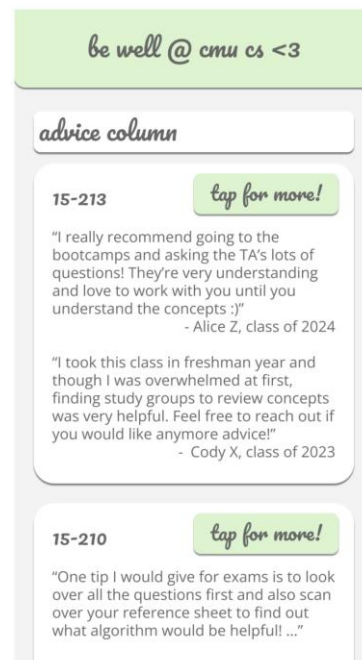 be well @ cmu cs <3
advice column
15-213
tap for more!
“I really recommend going to the
bootcamps and asking the TA’s lots of
questions! They’re very understanding
and love to work with you until you
understand the concepts :)”
- Alice Z, class of 2024
“I took this class in freshman year and
though I was overwhelmed at first,
finding study groups to review concepts
was very helpful. Feel free to reach out if
you would like anymore advice!”
- Cody X, class of 2023
15-210
tap for more!
“One tip I would give for exams is to look
over all the questions first and also scan
over your reference sheet to find out
what algorithm would be helpful! ...”